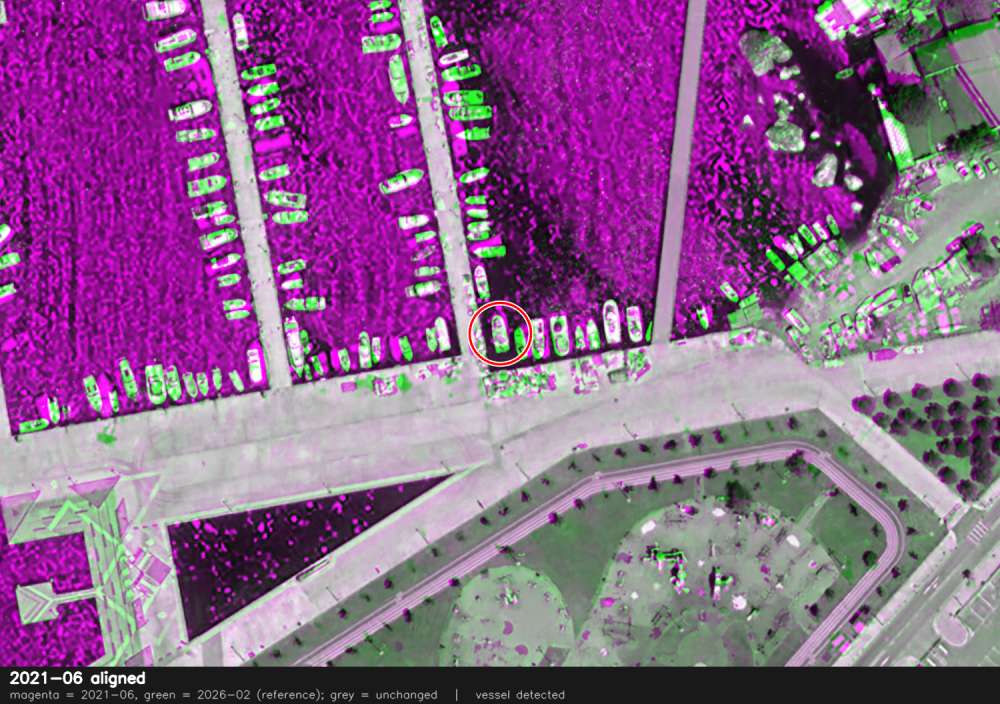 2021-06 aligned
magenta = 2021-06, green = 2026-02 (reference); grey = unchanged | vessel detected